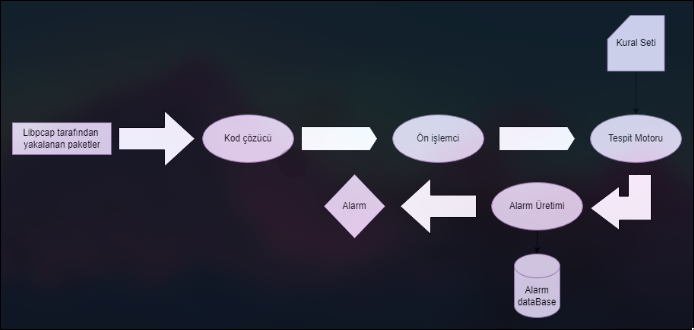 Kural Seti
Libpcap tarafından
yakalanan paketler
Kod çözücü
Ön işlemci
Tespit Motoru
Alarm
Alarm Üretimi
Alarm
dataBase